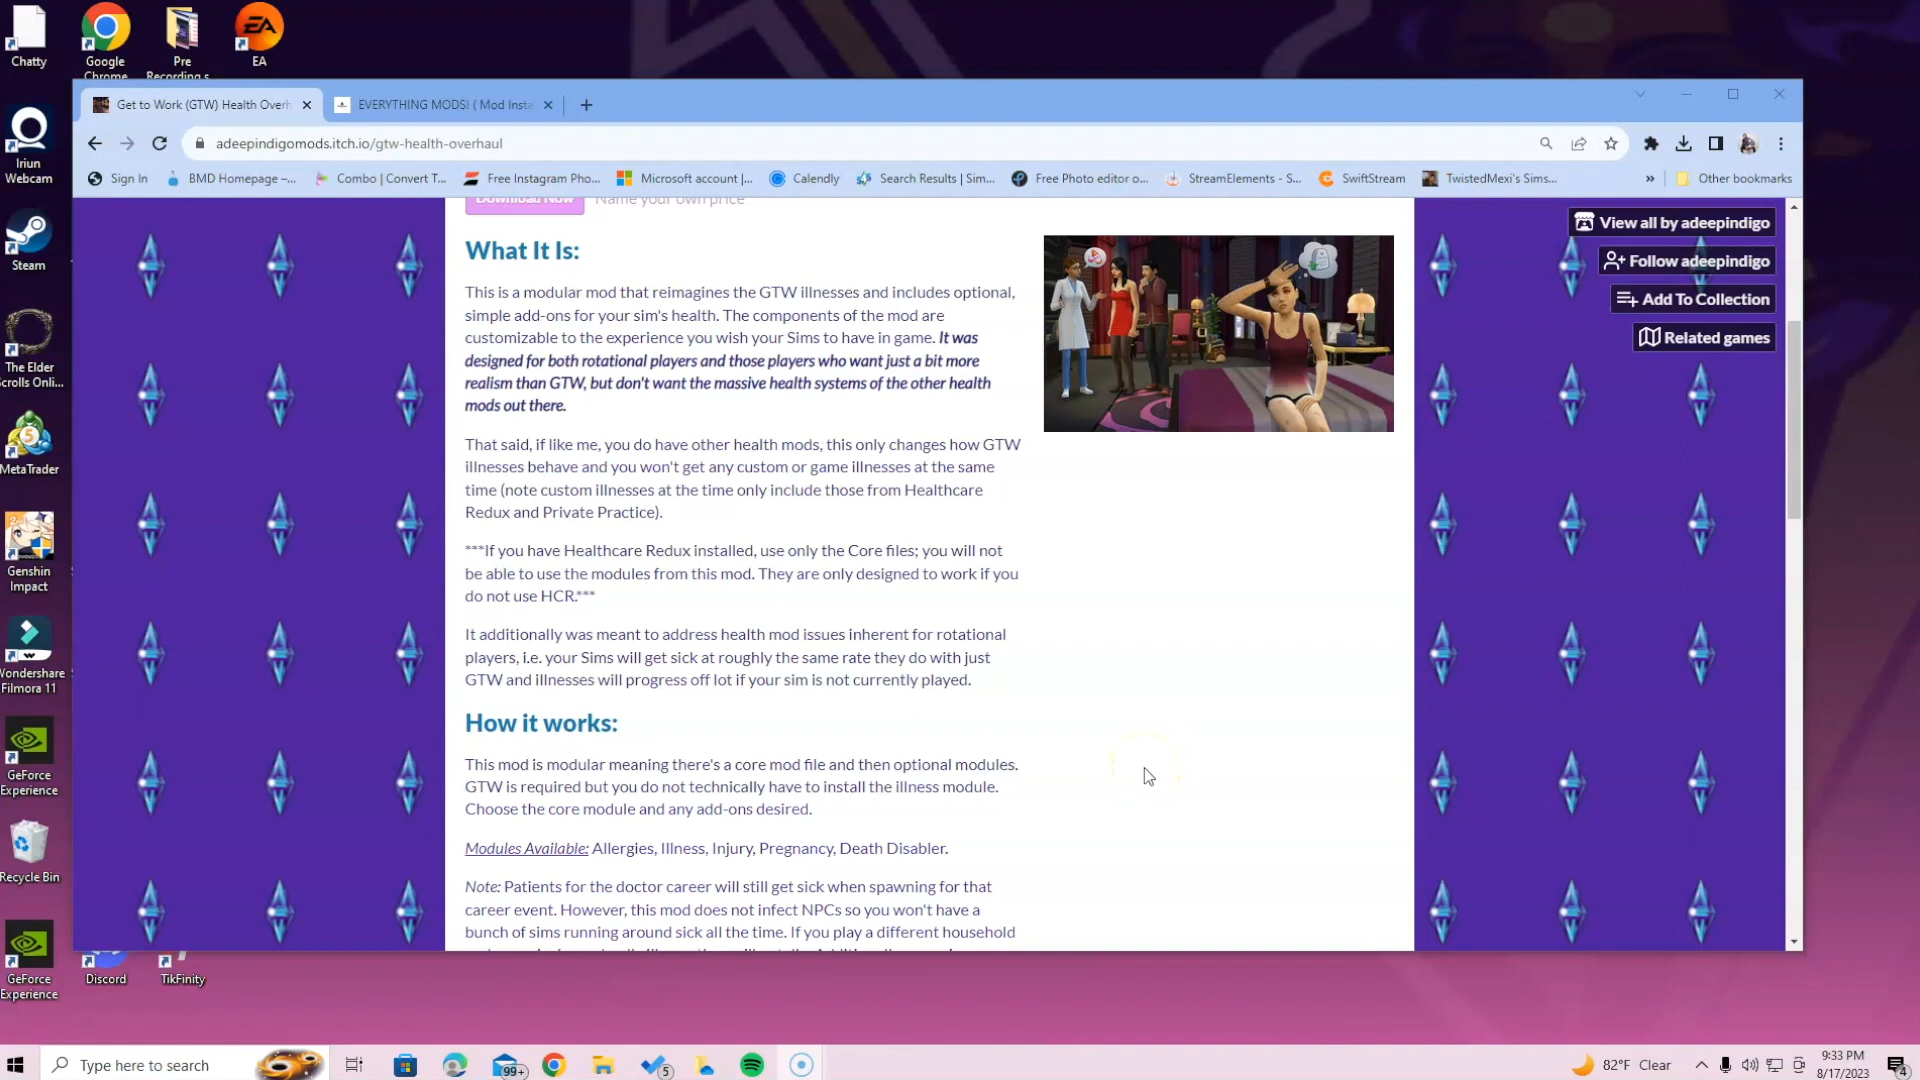 Chatty
Google
Chrome
Pre
Recording s
EA
Iriun
Webcam
Steam
The Elder
Scrolls Onli...
MetaTrader
Genshin
Impact
Wondershare
Filmora 11
GeForce
Experience
Recycle Bin
GeForce
Experience
Discord
TikFinity
Get to Work (GTW) Health Overh
EVERYTHING MODS! ( Mod Insta
adeepindigomods.itch.io/gtw-health-overhaul
Sign In
BMD Homepage –...
Combo | Convert T...
Free Instagram Pho...
Microsoft account |...
Calendly
Search Results | Sim...
Free Photo editor o...
StreamElements - S...
SwiftStream
TwistedMexi's Sims...
»
Other bookmarks
Download Now Name your own price
View all by adeepindigo
Follow adeepindigo
Add To Collection
Related games
What It Is:
This is a modular mod that reimagines the GTW illnesses and includes optional,
simple add-ons for your sim's health. The components of the mod are
customizable to the experience you wish your Sims to have in game. It was
designed for both rotational players and those players who want just a bit more
realism than GTW, but don't want the massive health systems of the other health
mods out there.
That said, if like me, you do have other health mods, this only changes how GTW
illnesses behave and you won't get any custom or game illnesses at the same
time (note custom illnesses at the time only include those from Healthcare
Redux and Private Practice).
***If you have Healthcare Redux installed, use only the Core files; you will not
be able to use the modules from this mod. They are only designed to work if you
do not use HCR.***
It additionally was meant to address health mod issues inherent for rotational
players, i.e. your Sims will get sick at roughly the same rate they do with just
GTW and illnesses will progress off lot if your sim is not currently played.
How it works:
This mod is modular meaning there's a core mod file and then optional modules.
GTW is required but you do not technically have to install the illness module.
Choose the core module and any add-ons desired.
Modules Available: Allergies, Illness, Injury, Pregnancy, Death Disabler.
Note: Patients for the doctor career will still get sick when spawning for that
career event. However, this mod does not infect NPCs so you won't have a
bunch of sims running around sick all the time. If you play a different household
Type here to search
99+
5
82°F Clear
9:33 PM
8/17/2023
4